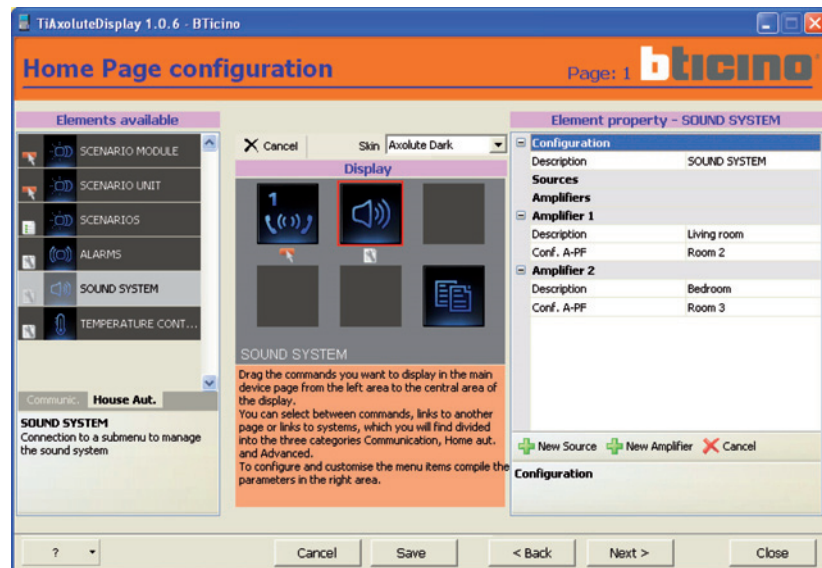 TiAxoluteDisplay 1.0.6 - BTicino
Home Page configuration
Page: 1
bticino
Elements available
SCENARIO MODULE
SCENARIO UNIT
SCENARIOS
ALARMS
SOUND SYSTEM
TEMPERATURE CONT...
Communic. House Aut.
SOUND SYSTEM
Connection to a submenu to manage
the sound system
Cancel Skin Axolute Dark
Display
1
SOUND SYSTEM
Drag the commands you want to display in the main
device page from the left area to the central area of
the display.
You can select between commands, links to another
page or links to systems, which you will find divided
into the three categories Communication, Home aut.
and Advanced.
To configure and customise the menu items compile the
parameters in the right area.
Element property - SOUND SYSTEM
Configuration
Description SOUND SYSTEM
Sources
Amplifiers
Amplifier 1
Description Living room
Conf. A-PF Room 2
Amplifier 2
Description Bedroom
Conf. A-PF Room 3
New Source New Amplifier Cancel
Configuration
? Cancel Save < Back Next > Close